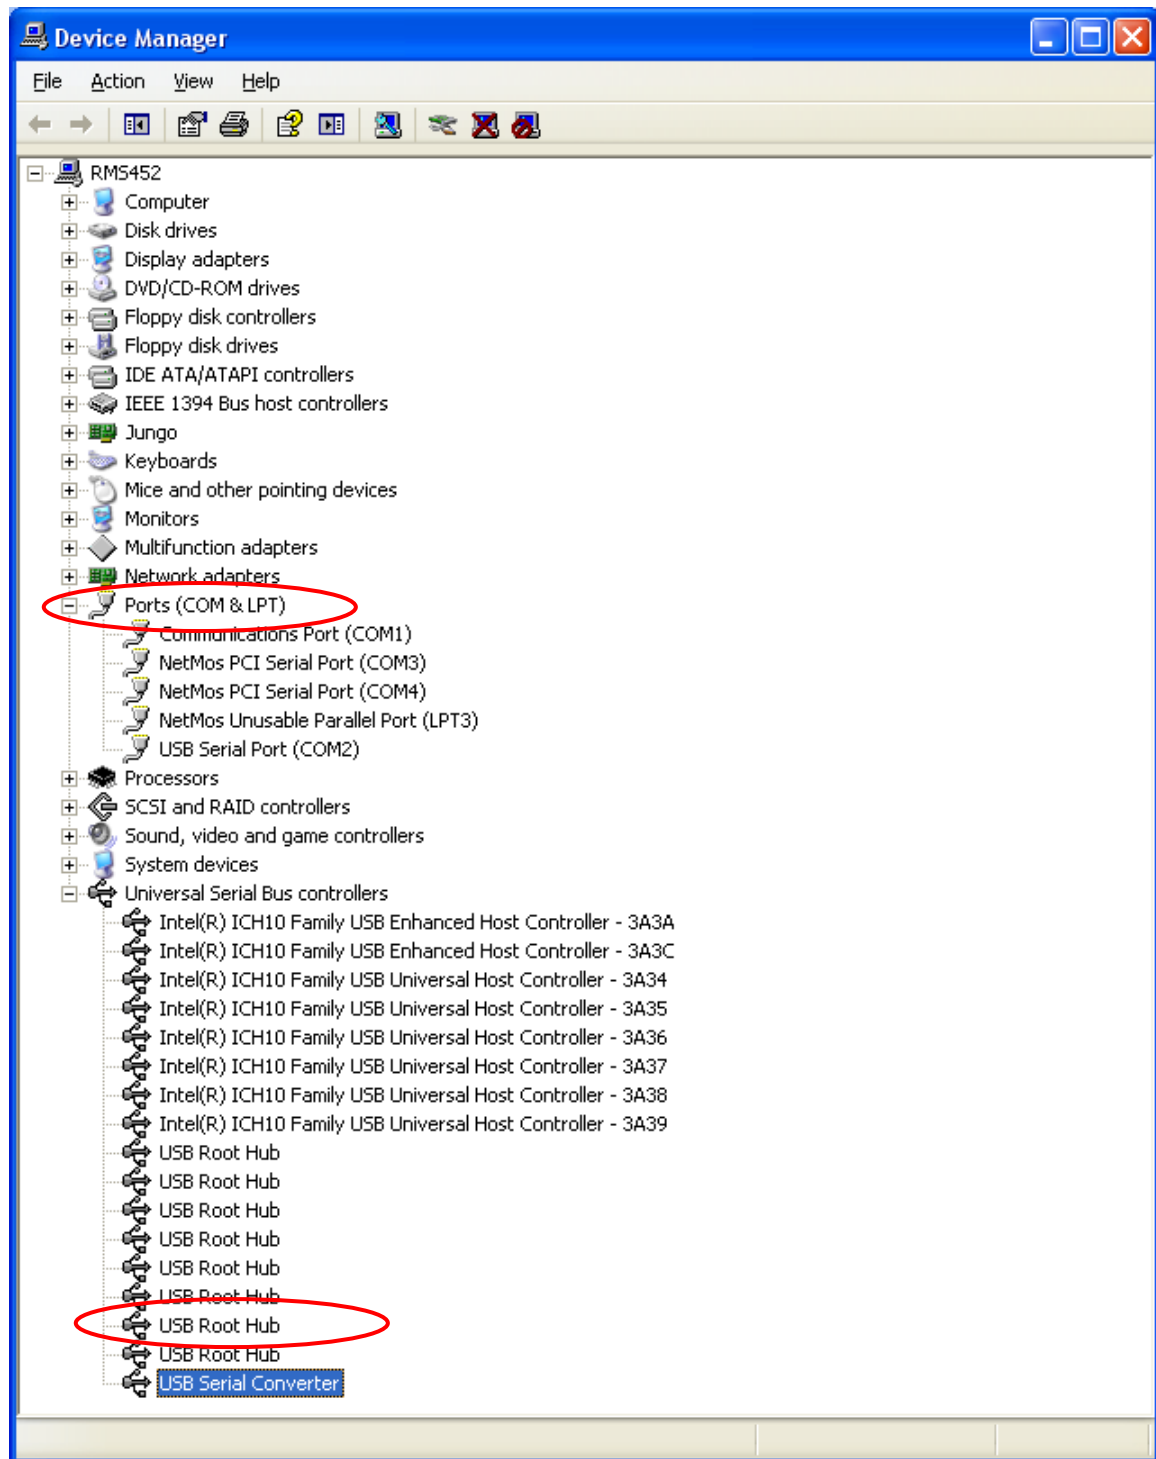 Device Manager
File Action View Help
RMS452
Computer
Disk drives
Display adapters
DVD/CD-ROM drives
Floppy disk controllers
Floppy disk drives
IDE ATA/ATAPI controllers
IEEE 1394 Bus host controllers
Jungo
Keyboards
Mice and other pointing devices
Monitors
Multifunction adapters
Network adapters
Ports (COM & LPT)
Communications Port (COM1)
NetMos PCI Serial Port (COM3)
NetMos PCI Serial Port (COM4)
NetMos Unusable Parallel Port (LPT3)
USB Serial Port (COM2)
Processors
SCSI and RAID controllers
Sound, video and game controllers
System devices
Universal Serial Bus controllers
Intel(R) ICH10 Family USB Enhanced Host Controller - 3A3A
Intel(R) ICH10 Family USB Enhanced Host Controller - 3A3C
Intel(R) ICH10 Family USB Universal Host Controller - 3A34
Intel(R) ICH10 Family USB Universal Host Controller - 3A35
Intel(R) ICH10 Family USB Universal Host Controller - 3A36
Intel(R) ICH10 Family USB Universal Host Controller - 3A37
Intel(R) ICH10 Family USB Universal Host Controller - 3A38
Intel(R) ICH10 Family USB Universal Host Controller - 3A39
USB Root Hub
USB Root Hub
USB Root Hub
USB Root Hub
USB Root Hub
USB Root Hub
USB Root Hub
USB Root Hub
USB Serial Converter